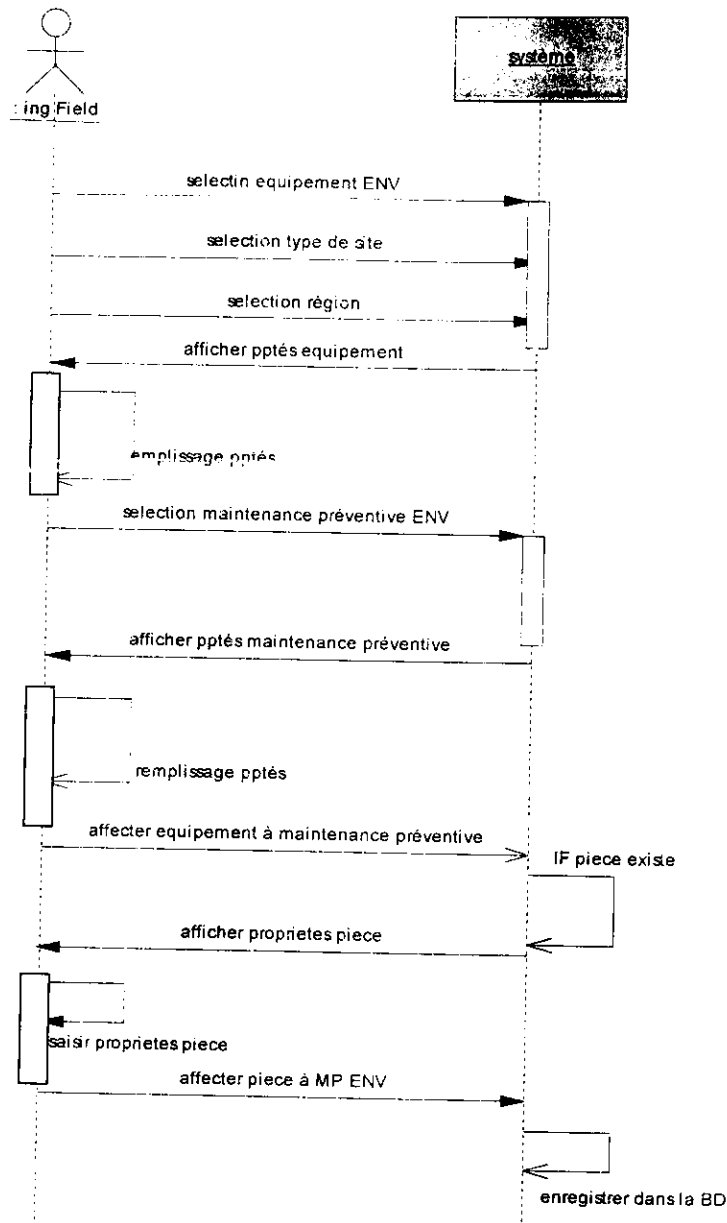 système
: ing Field
selectin equipement ENV
selection type de site
selection région
afficher pptés equipement
emplissage pptés
selection maintenance préventive ENV
afficher pptés maintenance préventive
remplissage pptés
affecter equipement à maintenance préventive
IF piece existe
afficher proprietes piece
saisir proprietes piece
affecter piece à MP ENV
enregistrer dans la BD